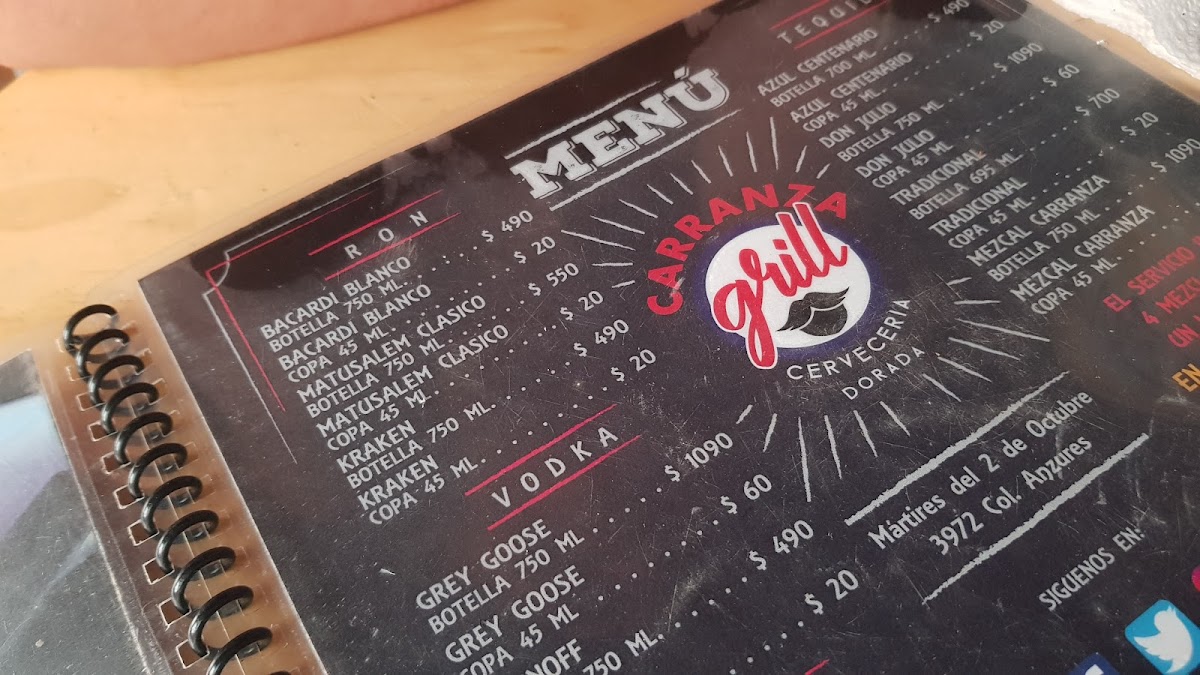 MENÚ
RON
BACARDI BLANCO
BOTELLA 750 ML. . . . . . . $ 490
BACARDI BLANCO
COPA 45 ML. . . . . . . . . . $ 20
MATUSALEM CLASICO
BOTELLA 750 ML. . . . . . . $ 550
MATUSALEM CLASICO
COPA 45 ML. . . . . . . . . . $ 20
KRAKEN
BOTELLA 750 ML. . . . . . . $ 490
KRAKEN
COPA 45 ML. . . . . . . . . . $ 20
VODKA
GREY GOOSE
BOTELLA 750 ML . . . . . . $ 1090
GREY GOOSE
COPA 45 ML . . . . . . . . . $ 60
750 ML. . . . . . . $ 490
$ 20
CARRANZA
grill
CERVECERIA
DORADA
Mártires del 2 de Octubre
3972 Col. Anzures
SIGUENOS EN:
AZUL CENTENARIO
BOTELLA 700 ML. . . . . . $ 490
AZUL CENTENARIO
COPA 45 ML. . . . . . . . . $ 20
DON JULIO
BOTELLA 750 ML . . . . . $ 1090
DON JULIO
COPA 45 ML. . . . . . . . . $ 60
TRADICIONAL
BOTELLA 695 ML. . . . . . $ 700
TRADICIONAL
COPA 45 ML. . . . . . . . . $ 20
MEZCAL CARRANZA
BOTELLA 750 ML . . . . . $ 1090
MEZCAL CARRANZA
COPA 45 ML. . . . . . .
EL SERVICIO
4
UN
EN